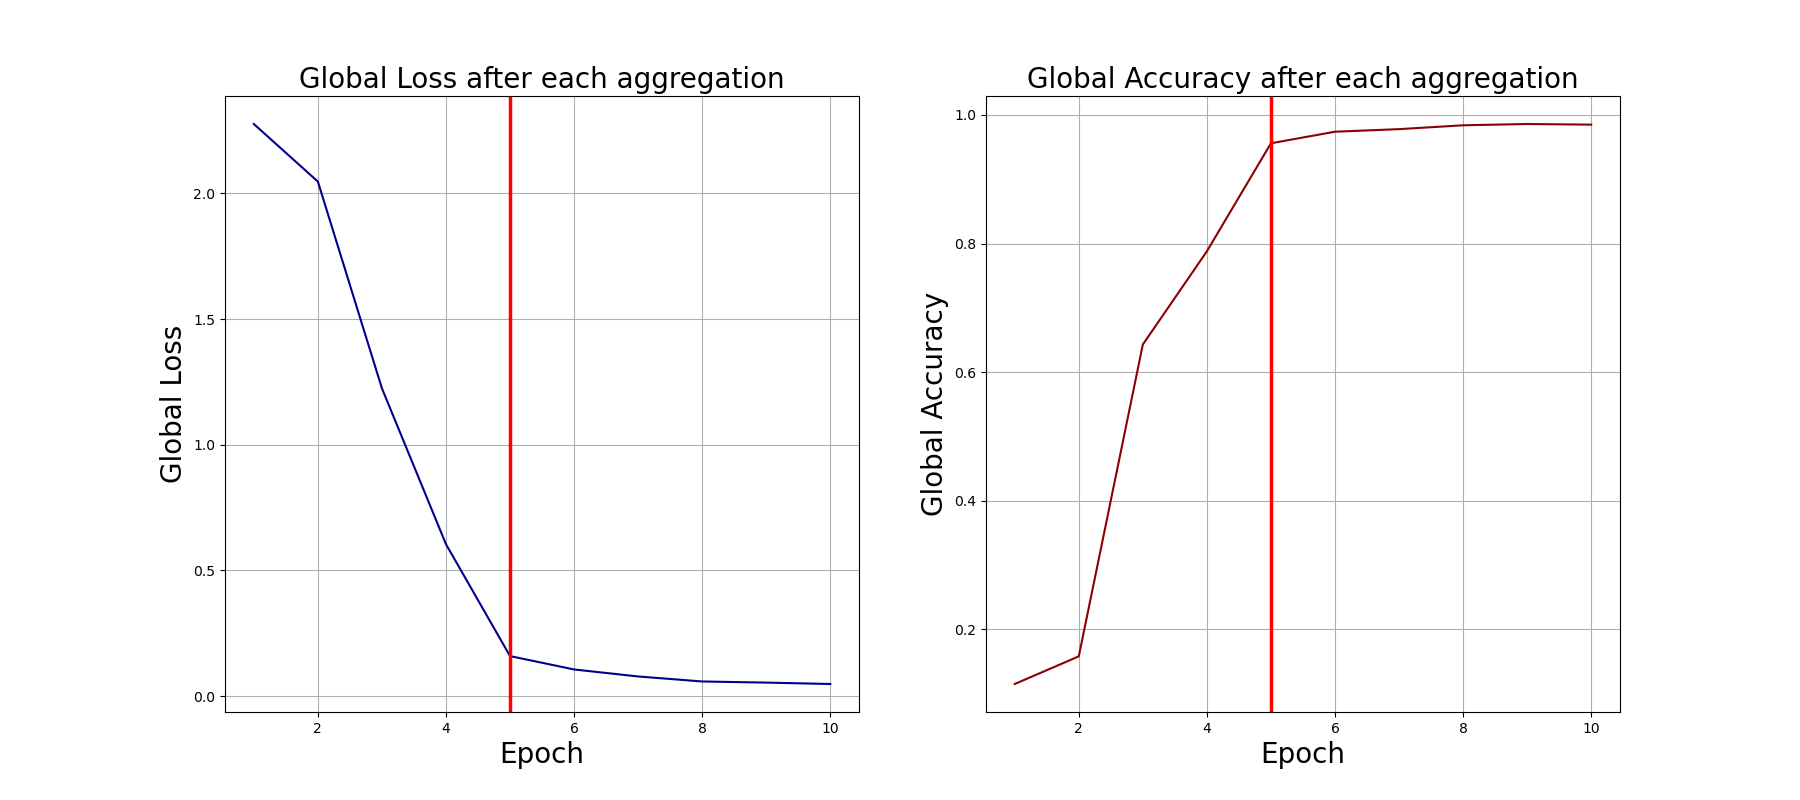 Global Loss after each aggregation
Global Loss
2.0
1.5
1.0
0.5
0.0
2 4 6 8 10
Epoch
Global Accuracy after each aggregation
Global Accuracy
1.0
0.8
0.6
0.4
0.2
2 4 6 8 10
Epoch